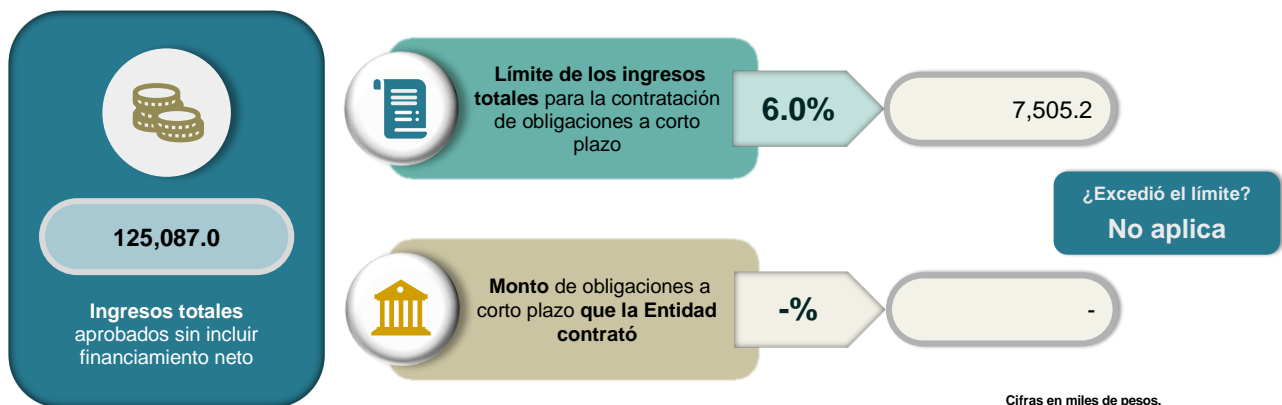 125,087.0
Ingresos totales
aprobados sin incluir
financiamiento neto
Límite de los ingresos
totales para la contratación
de obligaciones a corto
plazo
6.0%
7,505.2
¿Excedió el límite?
No aplica
Monto de obligaciones a
corto plazo que la Entidad
contrató
-%
-
Cifras en miles de pesos.